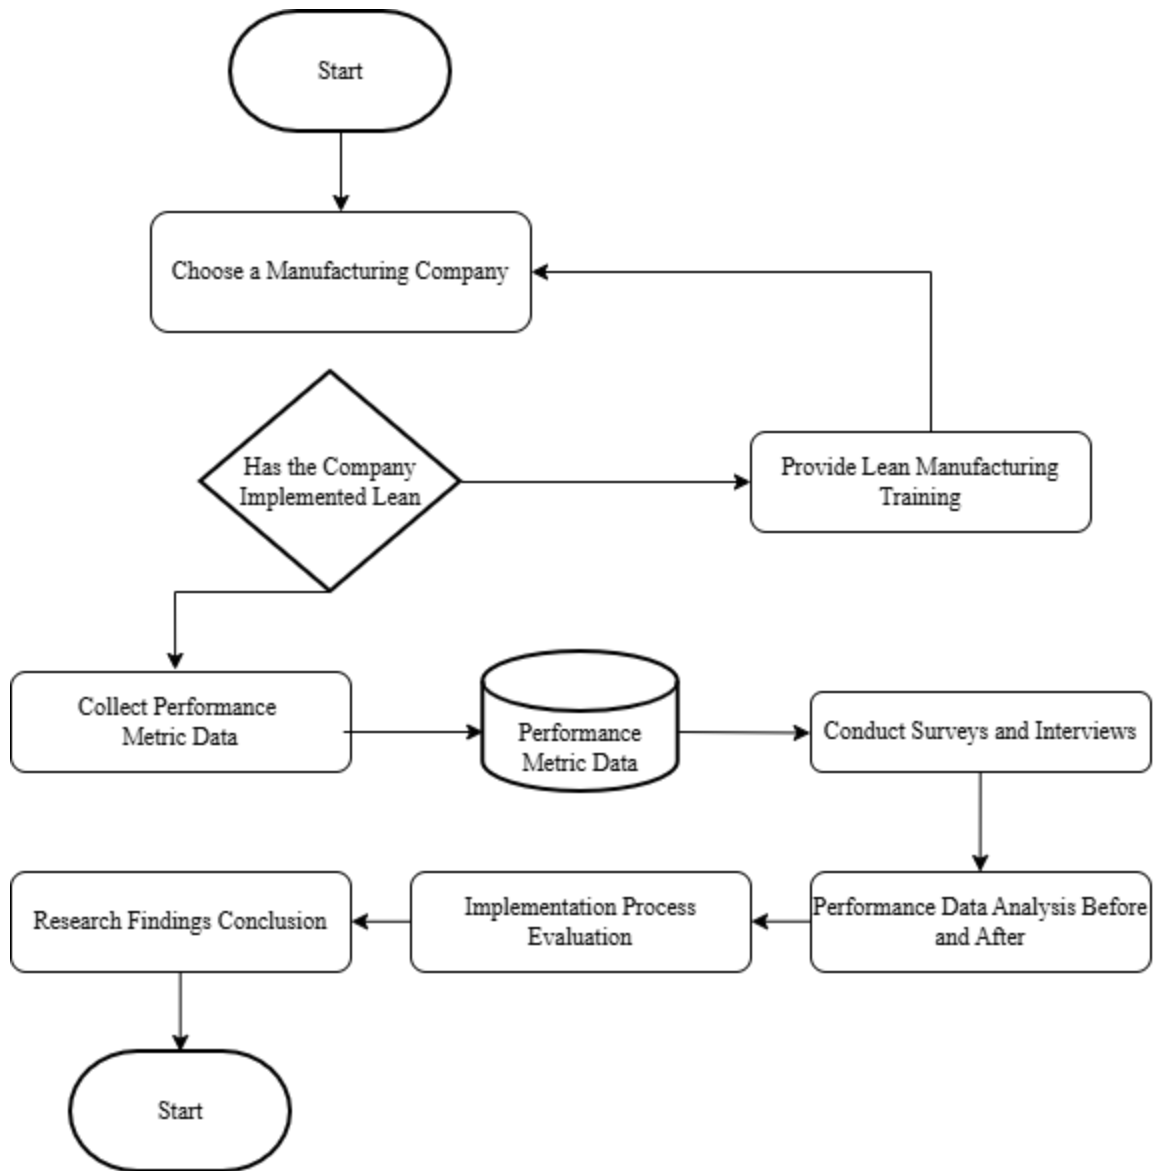 Start
Choose a Manufacturing Company
Has the Company
Implemented Lean
Provide Lean Manufacturing
Training
Collect Performance
Metric Data
Performance
Metric Data
Conduct Surveys and Interviews
Performance Data Analysis Before
and After
Implementation Process
Evaluation
Research Findings Conclusion
Start